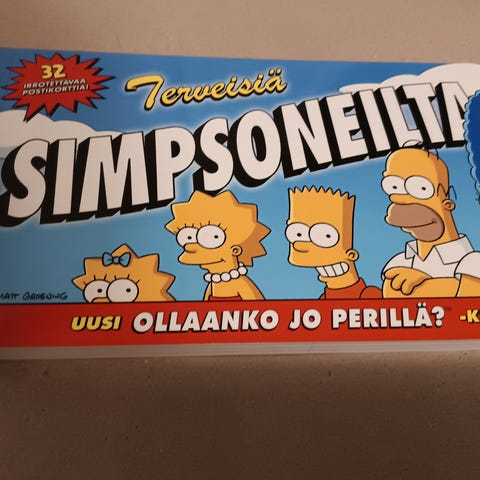 32
IRROTETTAVAA
POSTIKORTTIA!
Terveisiä
SIMPSONEILTA
MATT GROENING
UUSI OLLAANKO JO PERILLÄ? -K